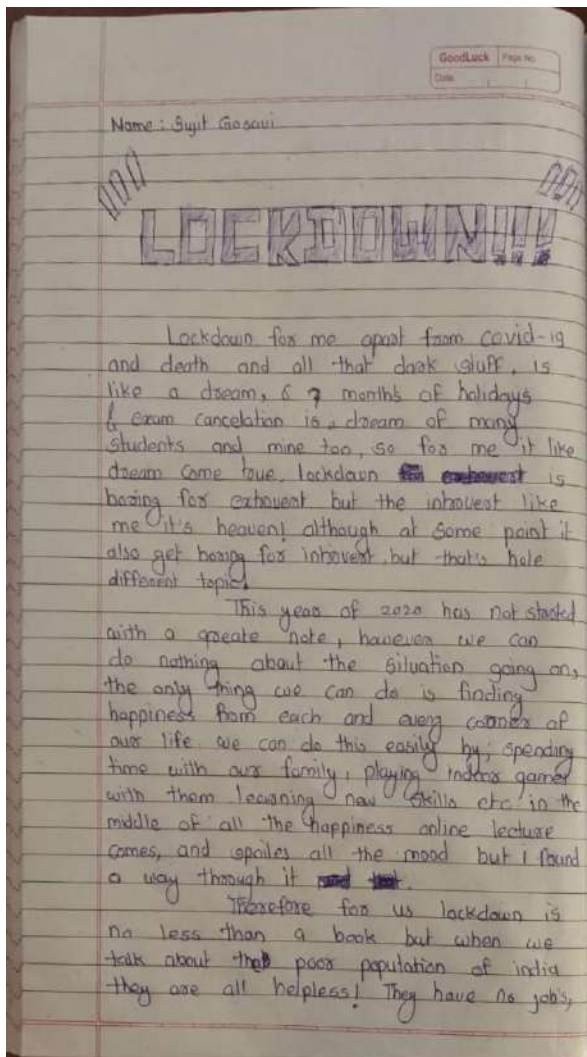 GoodLuck Page No.
Date
Name : Sujit Gosavi
LOCKDOWN!!!
Lockdown for me apart from covid-19
and death and all that dark stuff, is
like a dream, 6 7 months of holidays
& exam cancelation is a dream of many
students and mine too, so for me it like
dream come true. lockdown is
boring for extrovert but the introvert like
me it's heaven! although at some point it
also get boring for introvert, but that's hole
different topic.
This year of 2020 has not started
with a greate note, however we can
do nothing about the situation going on,
the only thing we can do is finding
happiness from each and every corner of
our life. we can do this easily by; spending
time with our family, playing indoor games
with them learning new skills etc in the
middle of all the happiness online lecture
comes, and spoiles all the mood but i found
a way through it
Therefore for us lockdown is
no less than a book but when we
talk about the poor population of india
they are all helpless! They have no job's,